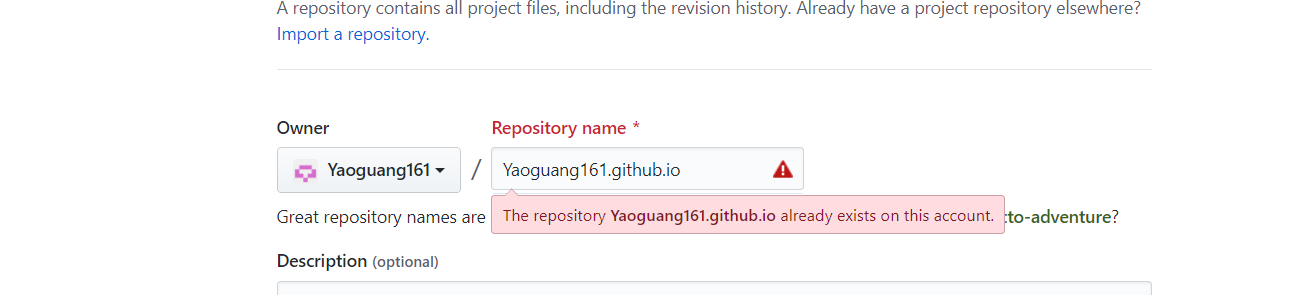 A repository contains all project files, including the revision history. Already have a project repository elsewhere?
Import a repository.
Owner
Repository name *
Yaoguang161 / Yaoguang161.github.io
The repository Yaoguang161.github.io already exists on this account.
Great repository names are to-adventure?
Description (optional)